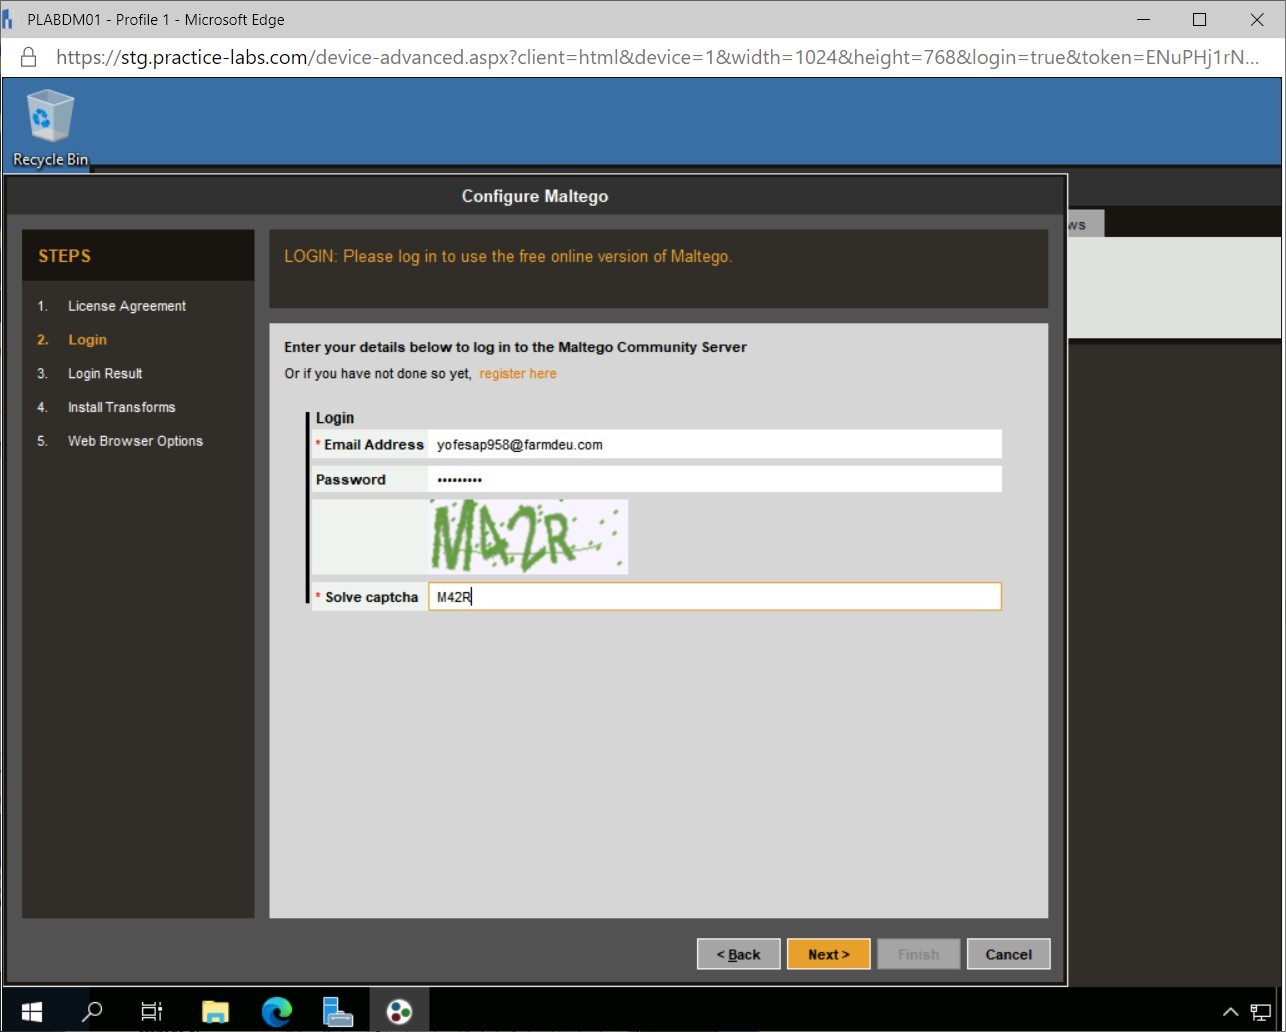 PLABDM01 - Profile 1 - Microsoft Edge
https://stg.practice-labs.com/device-advanced.aspx?client=html&device=1&width=1024&height=768&login=true&token=ENuPHj1rN...
Recycle Bin
Configure Maltego
ws
STEPS
1. License Agreement
2. Login
3. Login Result
4. Install Transforms
5. Web Browser Options
LOGIN: Please log in to use the free online version of Maltego.
Enter your details below to log in to the Maltego Community Server
Or if you have not done so yet, register here
Login
* Email Address yofesap958@farmdeu.com
Password •••••••••
M42R
* Solve captcha M42R
< Back Next > Finish Cancel